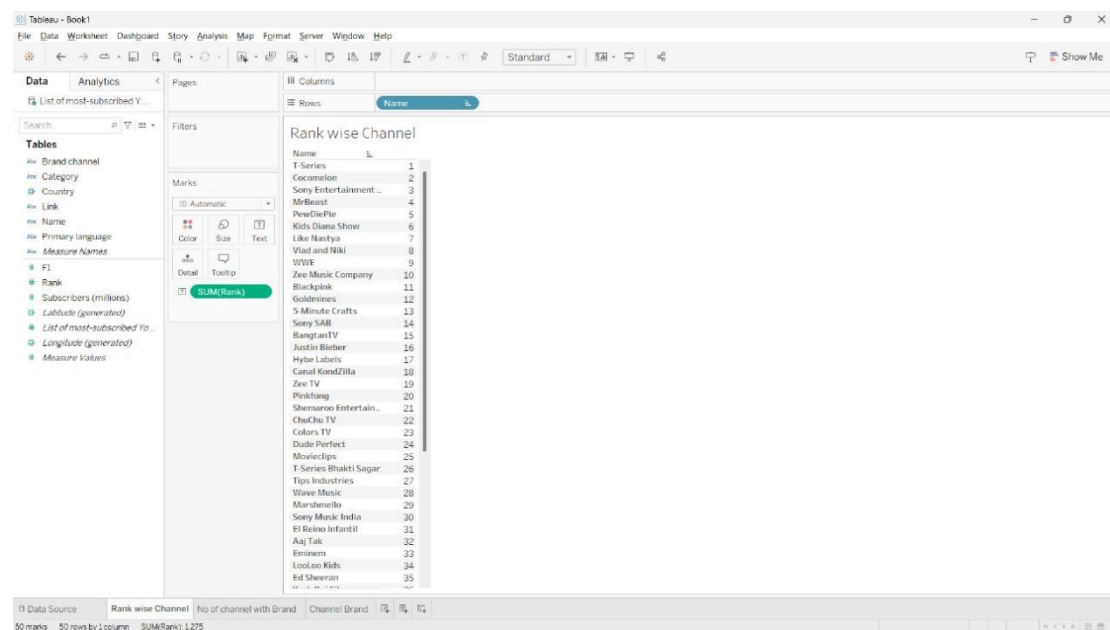 Tableau - Book1
File Data Worksheet Dashboard Story Analysis Map Format Server Window Help
Standard
Show Me
Data Analytics
List of most-subscribed Y...
Search
Tables
Abc Brand channel
Abc Category
Country
Abc Link
Abc Name
Abc Primary language
Abc Measure Names
# F1
# Rank
# Subscribers (millions)
Latitude (generated)
# List of most-subscribed Yo...
Longitude (generated)
# Measure Values
Pages
Filters
Marks
Automatic
Color Size Text
Detail Tooltip
SUM(Rank)
Columns
Rows Name
Rank wise Channel
Name
T-Series 1
Cocomelon 2
Sony Entertainment .. 3
MrBeast 4
PewDiePie 5
Kids Diana Show 6
Like Nastya 7
Vlad and Niki 8
WWE 9
Zee Music Company 10
Blackpink 11
Goldmines 12
5-Minute Crafts 13
Sony SAB 14
BangtanTV 15
Justin Bieber 16
Hybe Labels 17
Canal KondZilla 18
Zee TV 19
Pinkfong 20
Shemaroo Entertain.. 21
ChuChu TV 22
Colors TV 23
Dude Perfect 24
Movieclips 25
T-Series Bhakti Sagar 26
Tips Industries 27
Wave Music 28
Marshmello 29
Sony Music India 30
El Reino Infantil 31
Aaj Tak 32
Eminem 33
LooLoo Kids 34
Ed Sheeran 35
Data Source Rank wise Channel No of channel with Brand Channel Brand
50 marks 50 rows by 1 column SUM(Rank): 1275